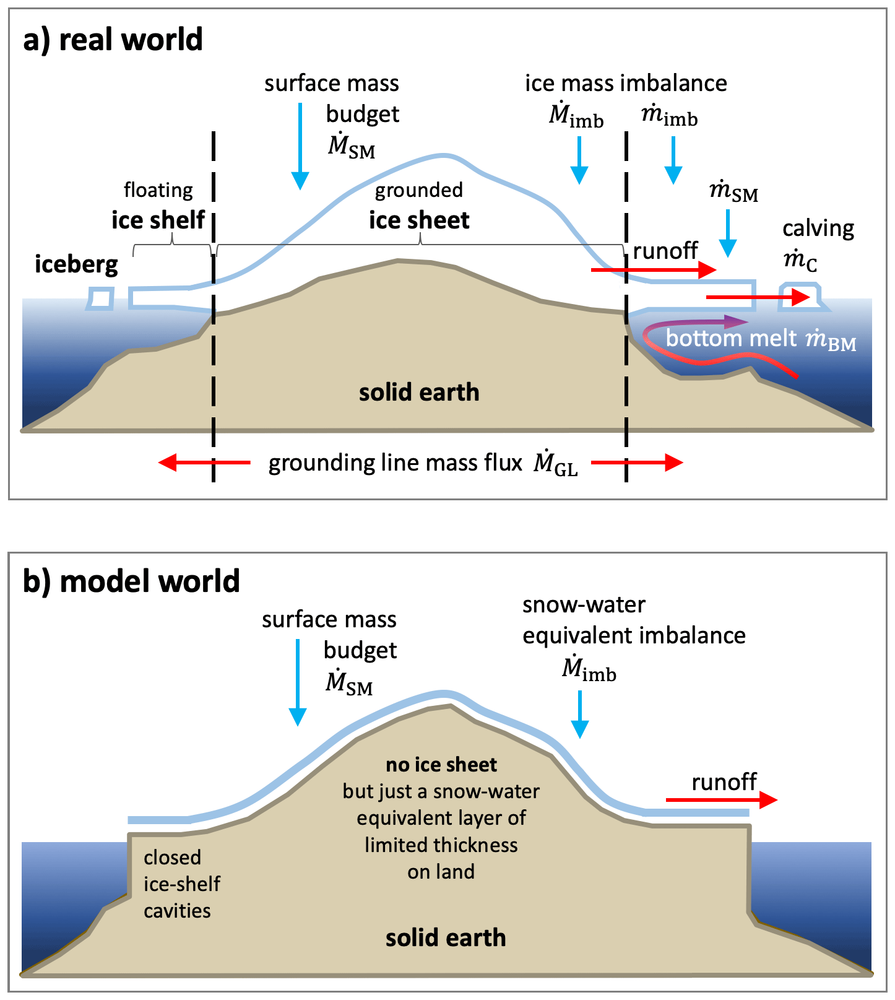 a) real world
surface mass
budget
Ṁ_SM
ice mass imbalance
Ṁ_imb ṁ_imb
floating
ice shelf
grounded
ice sheet
ṁ_SM
iceberg
runoff
calving
ṁ_C
bottom melt ṁ_BM
solid earth
grounding line mass flux Ṁ_GL
b) model world
surface mass
budget
Ṁ_SM
snow-water
equivalent imbalance
Ṁ_imb
no ice sheet
but just a snow-water
equivalent layer of
limited thickness
on land
runoff
closed
ice-shelf
cavities
solid earth